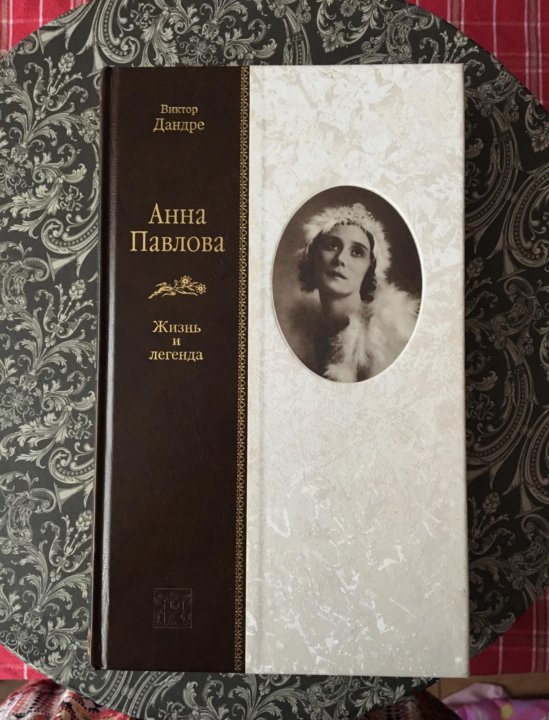 Виктор
Дандре
Анна
Павлова
Жизнь
и
легенда